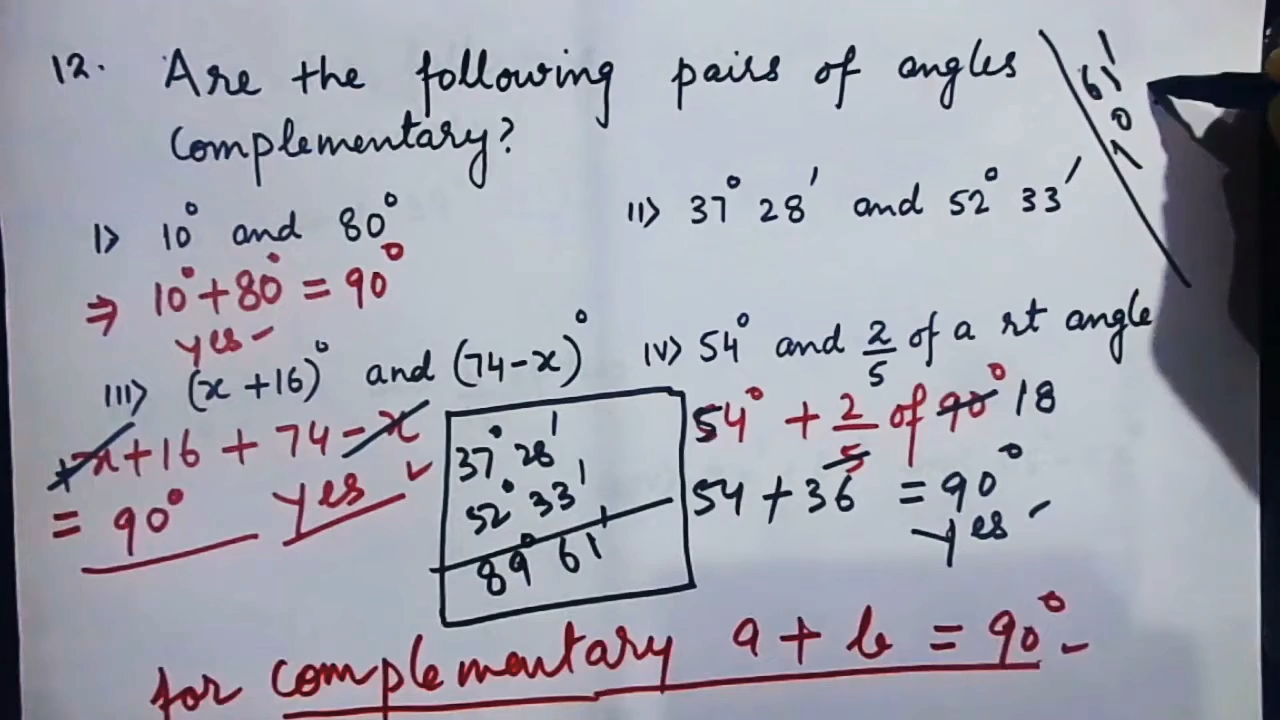 12. Are the following pairs of angles
complementary?
61'
0
1
I> 10° and 80°
⇒ 10° + 80° = 90°
yes -
II> 37° 28' and 52° 33'
III> (x + 16)° and (74 - x)°
+x + 16 + 74 - x
= 90° yes ✓
37° 28'
52° 33'
89° 61'
IV> 54° and 2/5 of a rt angle
54° + 2/5 of 90° 18
54 + 36 = 90°
yes -
for complementary a + b = 90° -